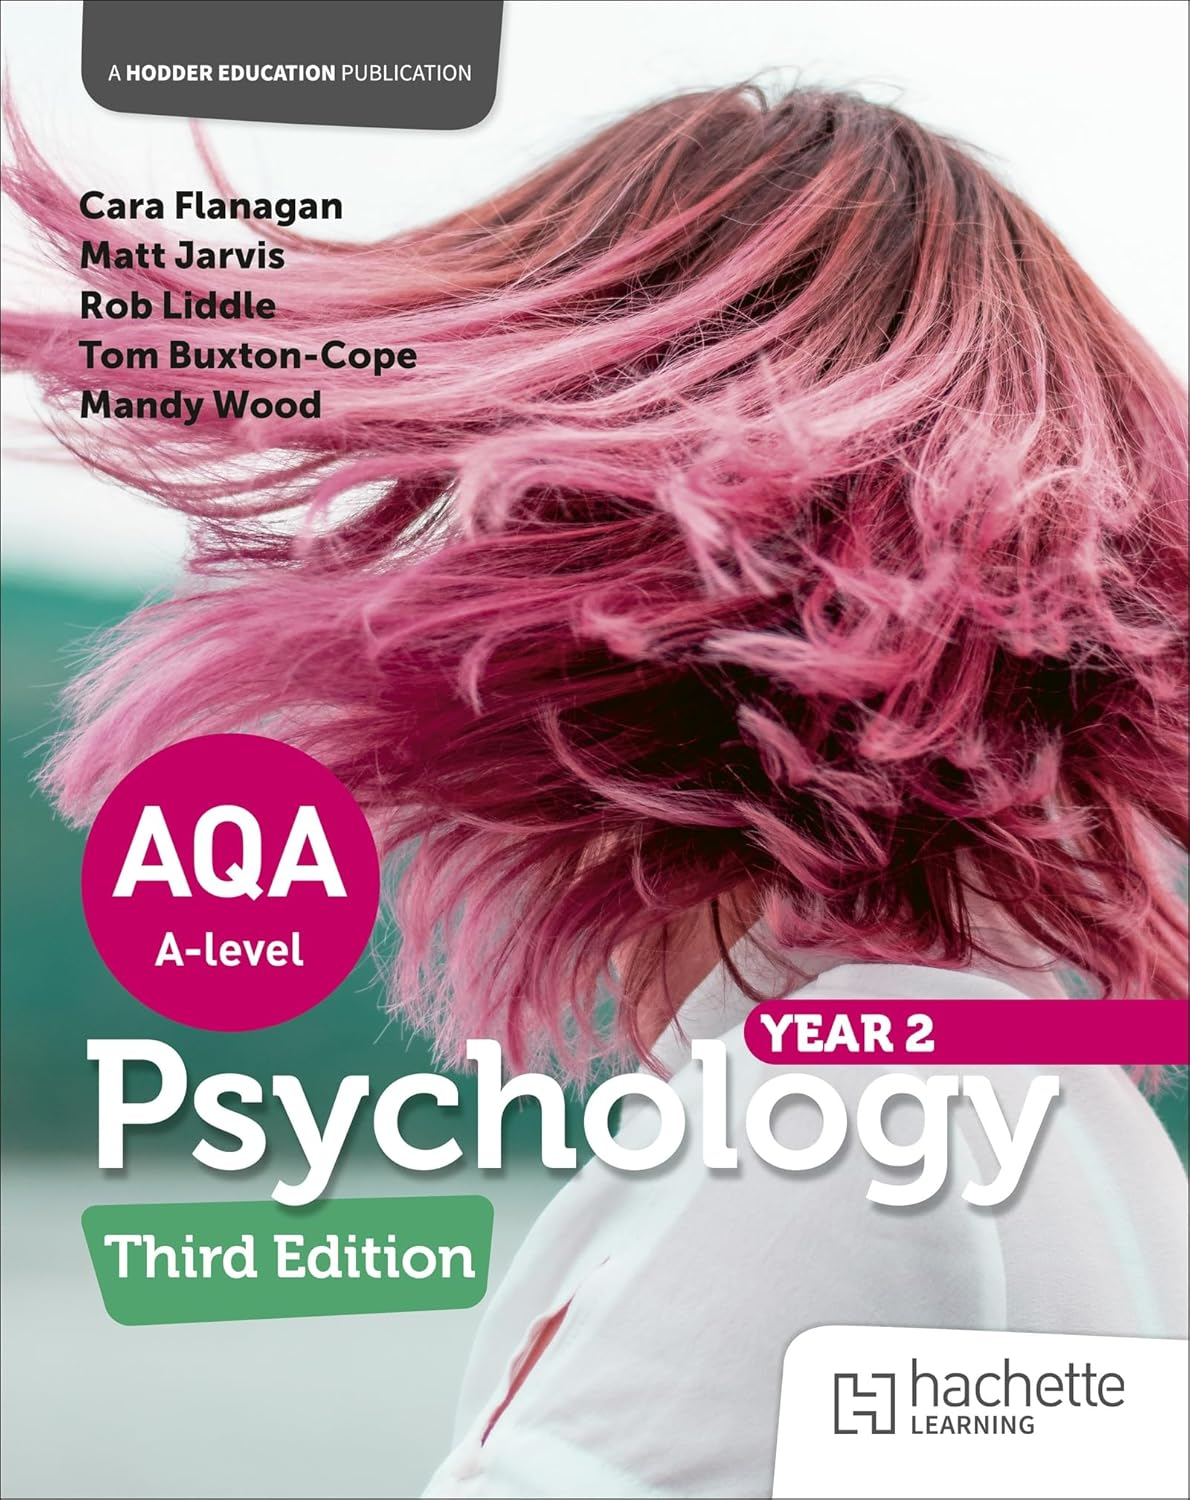 A HODDER EDUCATION PUBLICATION
Cara Flanagan
Matt Jarvis
Rob Liddle
Tom Buxton-Cope
Mandy Wood
AQA
A-level
YEAR 2
Psychology
Third Edition
hachette
LEARNING